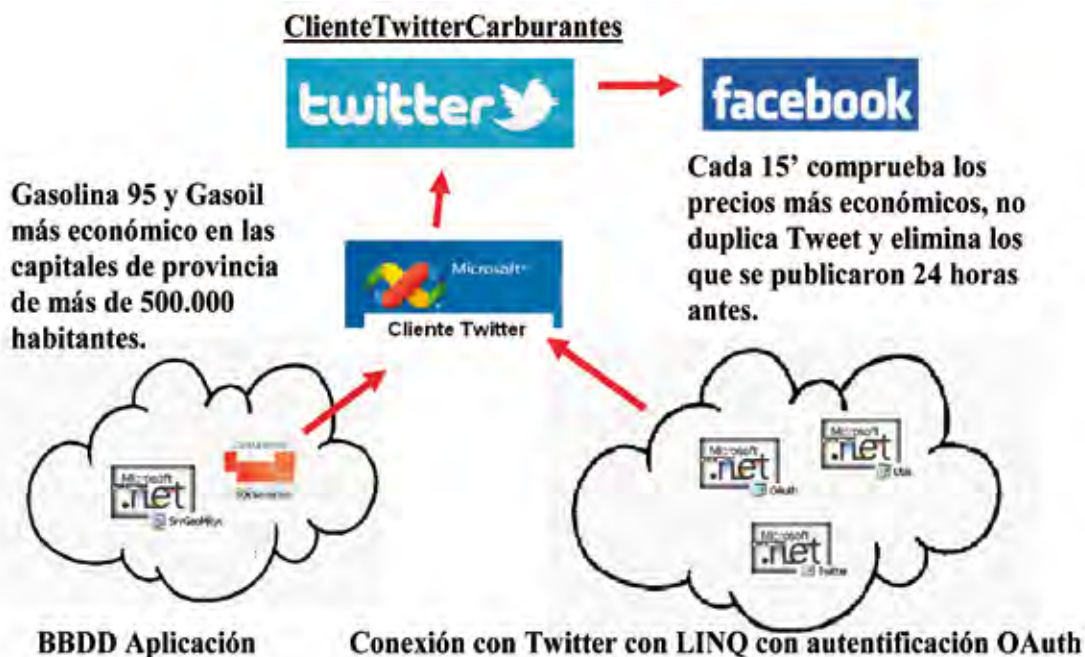 ClienteTwitterCarburantes
twitter
facebook
Gasolina 95 y Gasoil
más económico en las
capitales de provincia
de más de 500.000
habitantes.
Cada 15’ comprueba los
precios más económicos, no
duplica Tweet y elimina los
que se publicaron 24 horas
antes.
Microsoft
Cliente Twitter
Microsoft
.net
Microsoft
.net
OAuth
Microsoft
.net
Microsoft
.net
Twitter
BBDD Aplicación
Conexión con Twitter con LINQ con autentificación OAuth